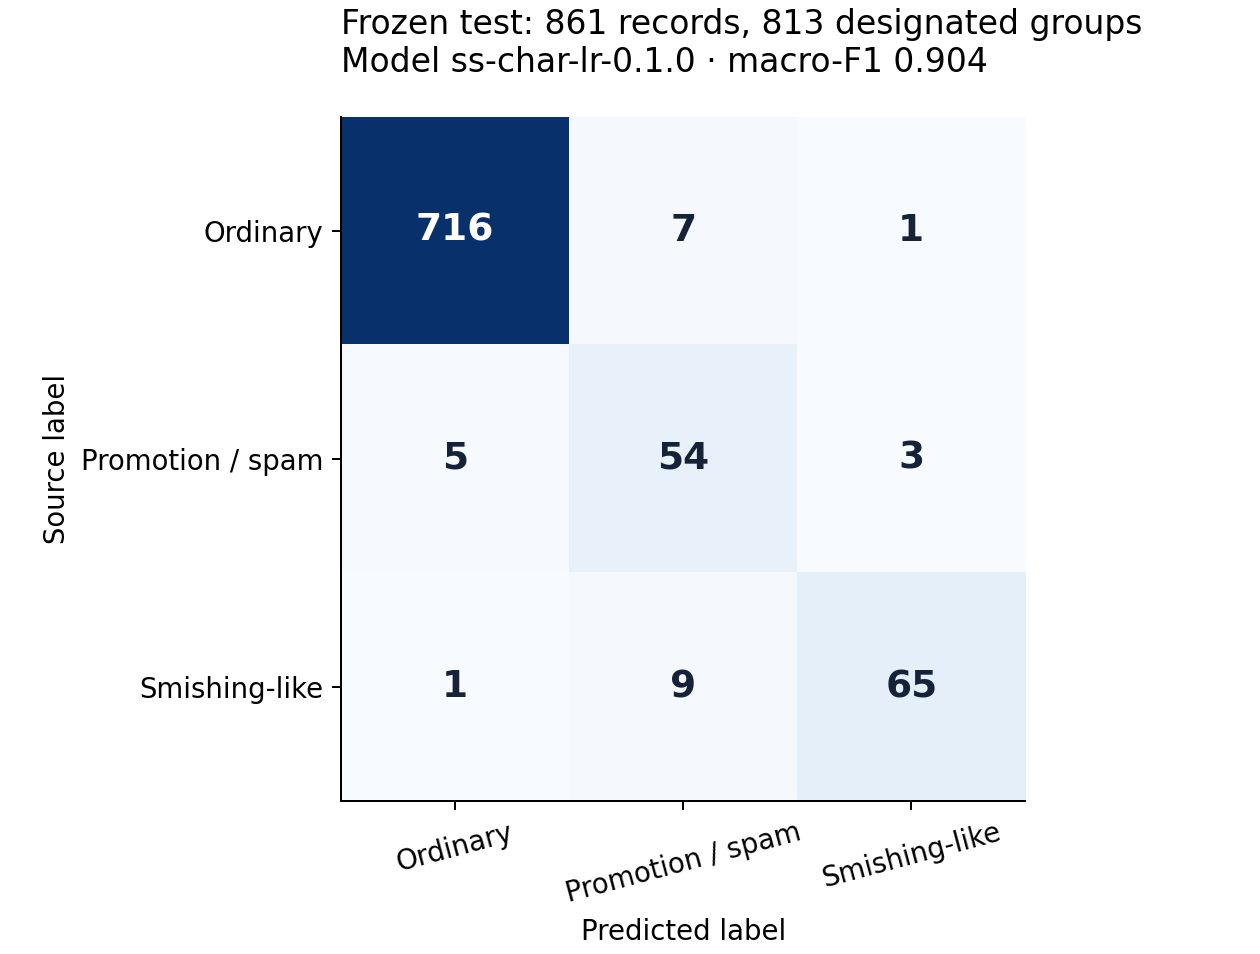 Frozen test: 861 records, 813 designated groups
Model ss-char-lr-0.1.0 · macro-F1 0.904
Source label
Ordinary
716 7 1
Promotion / spam
5 54 3
Smishing-like
1 9 65
Ordinary Promotion / spam Smishing-like
Predicted label